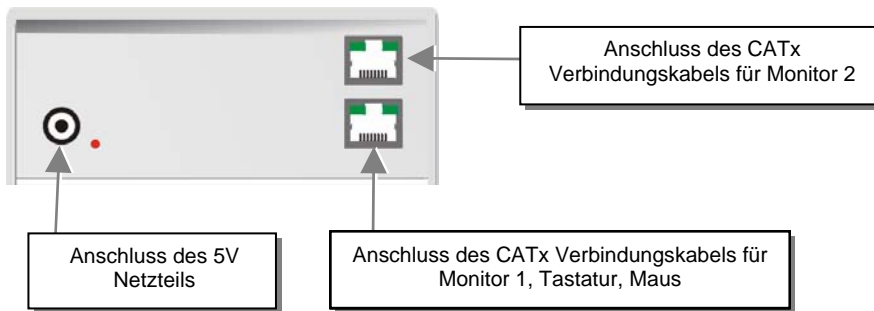 Anschluss des CATx
Verbindungskabels für Monitor 2
Anschluss des 5V
Netzteils
Anschluss des CATx Verbindungskabels für
Monitor 1, Tastatur, Maus